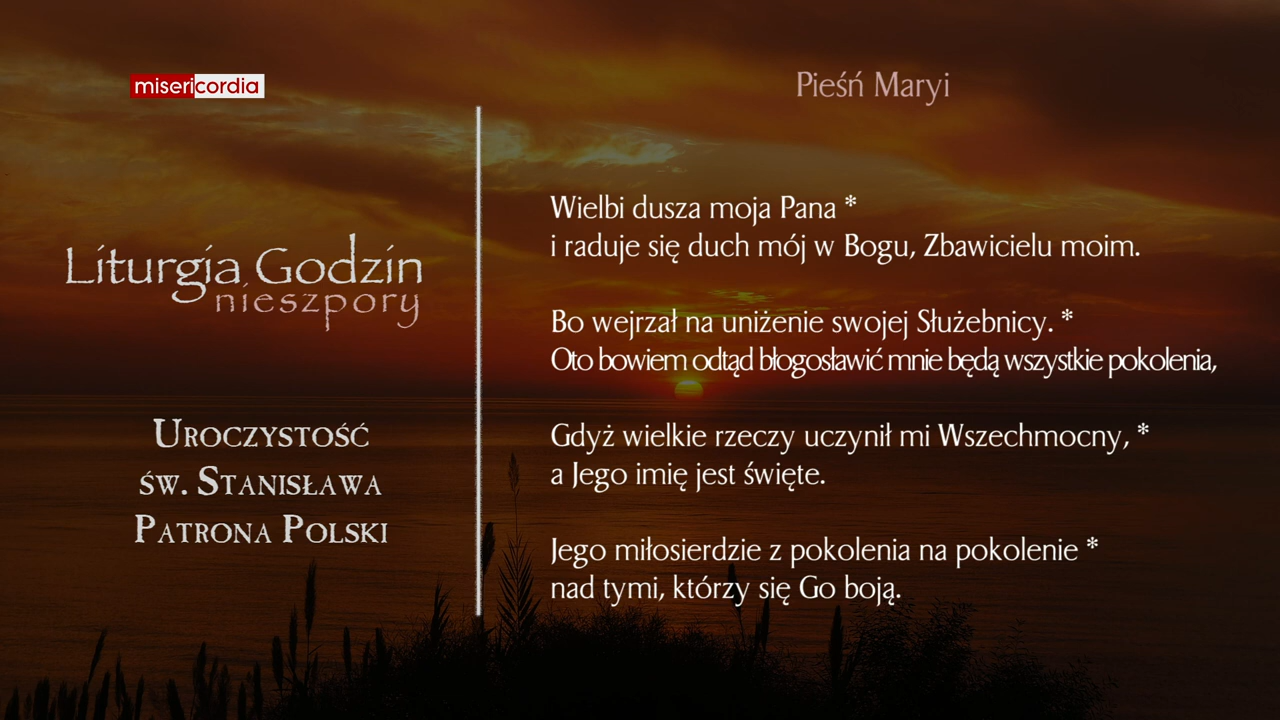 misericordia
Liturgia Godzin
nieszpory
Uroczystość
św. Stanisława
Patrona Polski
Pieśń Maryi
Wielbi dusza moja Pana *
i raduje się duch mój w Bogu, Zbawicielu moim.
Bo wejrzał na uniżenie swojej Służebnicy. *
Oto bowiem odtąd błogosławić mnie będą wszystkie pokolenia,
Gdyż wielkie rzeczy uczynił mi Wszechmocny, *
a Jego imię jest święte.
Jego miłosierdzie z pokolenia na pokolenie *
nad tymi, którzy się Go boją.